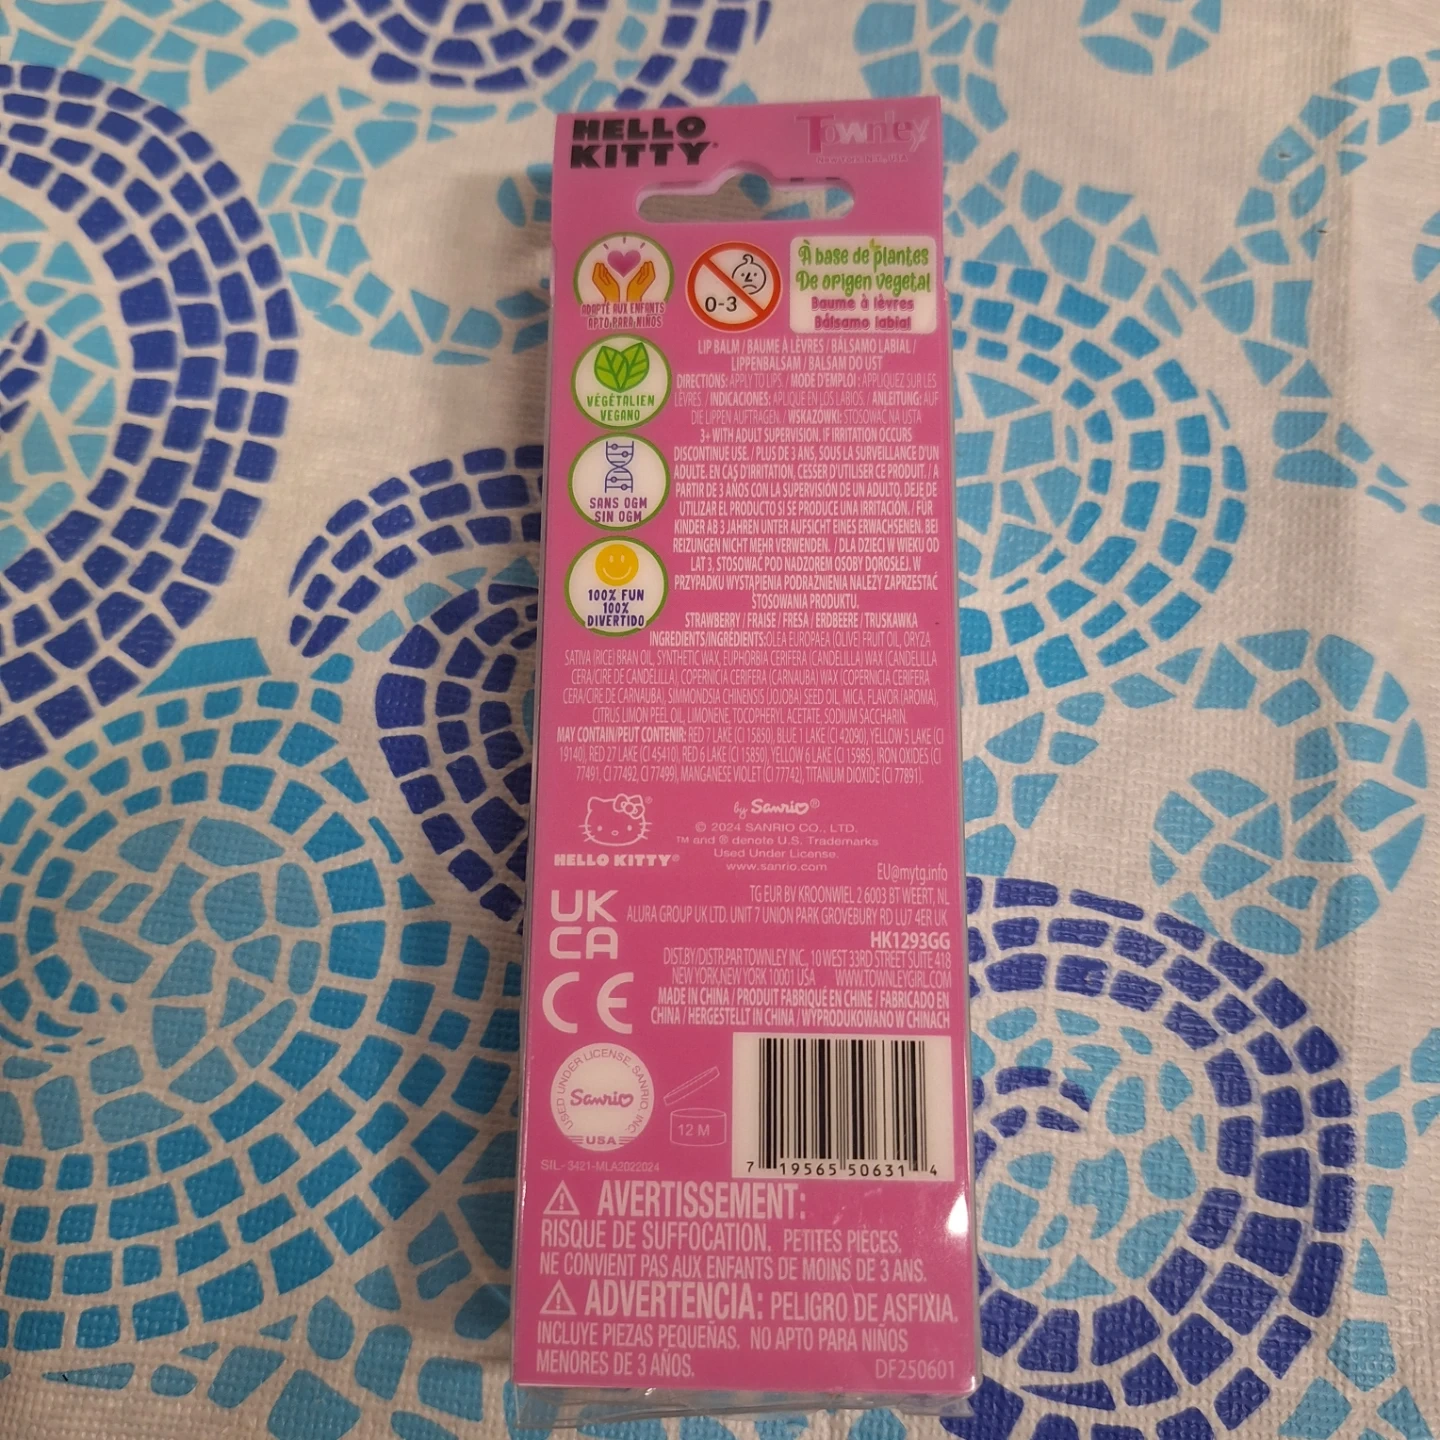 HELLO
KITTY
Townley
New York, N.Y., USA
ADAPTÉ AUX ENFANTS
APTO PARA NIÑOS
0-3
À base de plantes
De origen vegetal
Baume à lèvres
Bálsamo labial
VÉGÉTALIEN
VEGANO
SANS OGM
SIN OGM
100% FUN
100%
DIVERTIDO
LIP BALM / BAUME À LÈVRES / BÁLSAMO LABIAL /
LIPPENBALSAM / BALSAM DO UST
DIRECTIONS: APPLY TO LIPS. / MODE D'EMPLOI : APPLIQUEZ SUR LES
LÈVRES / INDICACIONES: APLIQUE EN LOS LABIOS. / ANLEITUNG: AUF
DIE LIPPEN AUFTRAGEN. / WSKAZÓWKI: STOSOWAĆ NA USTA
3+ WITH ADULT SUPERVISION. IF IRRITATION OCCURS
DISCONTINUE USE. / PLUS DE 3 ANS, SOUS LA SURVEILLANCE D'UN
ADULTE. EN CAS D'IRRITATION, CESSER D'UTILISER CE PRODUIT. / A
PARTIR DE 3 AÑOS CON LA SUPERVISIÓN DE UN ADULTO, DEJE DE
UTILIZAR EL PRODUCTO SI SE PRODUCE UNA IRRITACIÓN. / FÜR
KINDER AB 3 JAHREN UNTER AUFSICHT EINES ERWACHSENEN. BEI
REIZUNGEN NICHT MEHR VERWENDEN. / DLA DZIECI W WIEKU OD
LAT 3, STOSOWAĆ POD NADZOREM OSOBY DOROSŁEJ. W
PRZYPADKU WYSTĄPIENIA PODRAŻNIENIA NALEŻY ZAPRZESTAĆ
STOSOWANIA PRODUKTU.
STRAWBERRY / FRAISE / FRESA / ERDBEERE / TRUSKAWKA
INGREDIENTS/INGRÉDIENTS:OLEA EUROPAEA (OLIVE) FRUIT OIL, ORYZA
SATIVA (RICE) BRAN OIL, SYNTHETIC WAX, EUPHORBIA CERIFERA (CANDELILLA) WAX (CANDELILLA
CERA/CIRE DE CANDELILLA), COPERNICIA CERIFERA (CARNAUBA) WAX (COPERNICIA CERIFERA
CERA/CIRE DE CARNAUBA), SIMMONDSIA CHINENSIS (JOJOBA) SEED OIL, MICA, FLAVOR (AROMA),
CITRUS LIMON PEEL OIL, LIMONENE, TOCOPHERYL ACETATE, SODIUM SACCHARIN.
MAY CONTAIN/PEUT CONTENIR: RED 7 LAKE (CI 15850), BLUE 1 LAKE (CI 42090), YELLOW 5 LAKE (CI
19140), RED 27 LAKE (CI 45410), RED 6 LAKE (CI 15850), YELLOW 6 LAKE (CI 15985), IRON OXIDES (CI
77491, CI 77492, CI 77499), MANGANESE VIOLET (CI 77742), TITANIUM DIOXIDE (CI 77891).
HELLO KITTY®
by Sanrio®
© 2024 SANRIO CO., LTD.
™ and ® denote U.S. Trademarks
Used Under License.
www.sanrio.com
EU@mytg.info
TG EUR BV KROONWIEL 2 6003 BT WEERT, NL
ALURA GROUP UK LTD. UNIT 7 UNION PARK GROVEBURY RD LU7 4ER UK
UK
CA
CE
HK1293GG
DIST.BY/DISTR.PAR TOWNLEY INC., 10 WEST 33RD STREET SUITE 418
NEW YORK, NEW YORK 10001 USA WWW.TOWNLEYGIRL.COM
MADE IN CHINA / PRODUIT FABRIQUÉ EN CHINE / FABRICADO EN
CHINA / HERGESTELLT IN CHINA / WYPRODUKOWANO W CHINACH
USED UNDER LICENSE. SANRIO, INC.
Sanrio
USA
12 M
7 19565 50631 4
SIL-3421-MLA2022024
AVERTISSEMENT:
RISQUE DE SUFFOCATION. PETITES PIÈCES.
NE CONVIENT PAS AUX ENFANTS DE MOINS DE 3 ANS.
ADVERTENCIA: PELIGRO DE ASFIXIA.
INCLUYE PIEZAS PEQUEÑAS. NO APTO PARA NIÑOS
MENORES DE 3 AÑOS.
DF250601